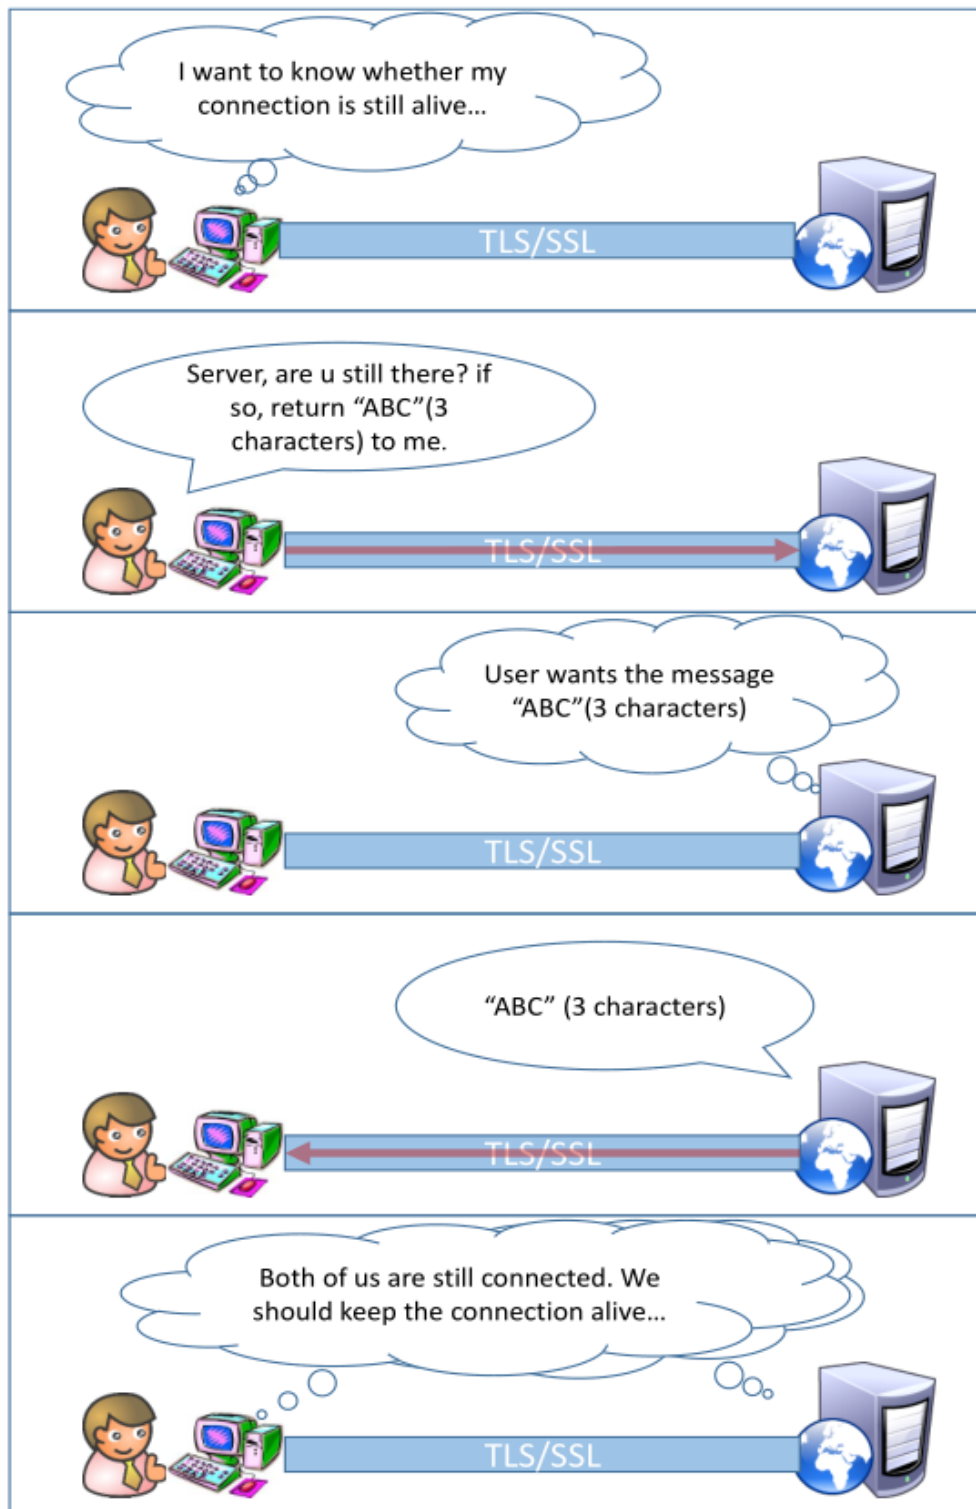 I want to know whether my
connection is still alive...
TLS/SSL
Server, are u still there? if
so, return “ABC”(3
characters) to me.
TLS/SSL
User wants the message
“ABC”(3 characters)
TLS/SSL
“ABC” (3 characters)
TLS/SSL
Both of us are still connected. We
should keep the connection alive...
TLS/SSL